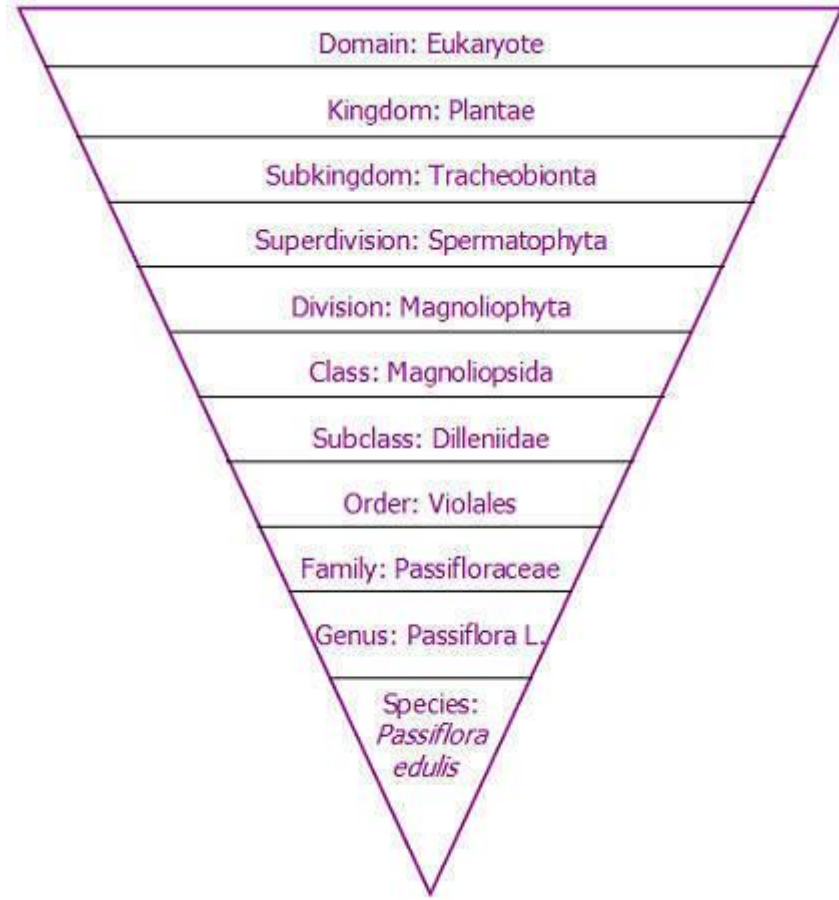 Domain: Eukaryote
Kingdom: Plantae
Subkingdom: Tracheobionta
Superdivision: Spermatophyta
Division: Magnoliophyta
Class: Magnoliopsida
Subclass: Dilleniidae
Order: Violales
Family: Passifloraceae
Genus: Passiflora L.
Species:
Passiflora
edulis